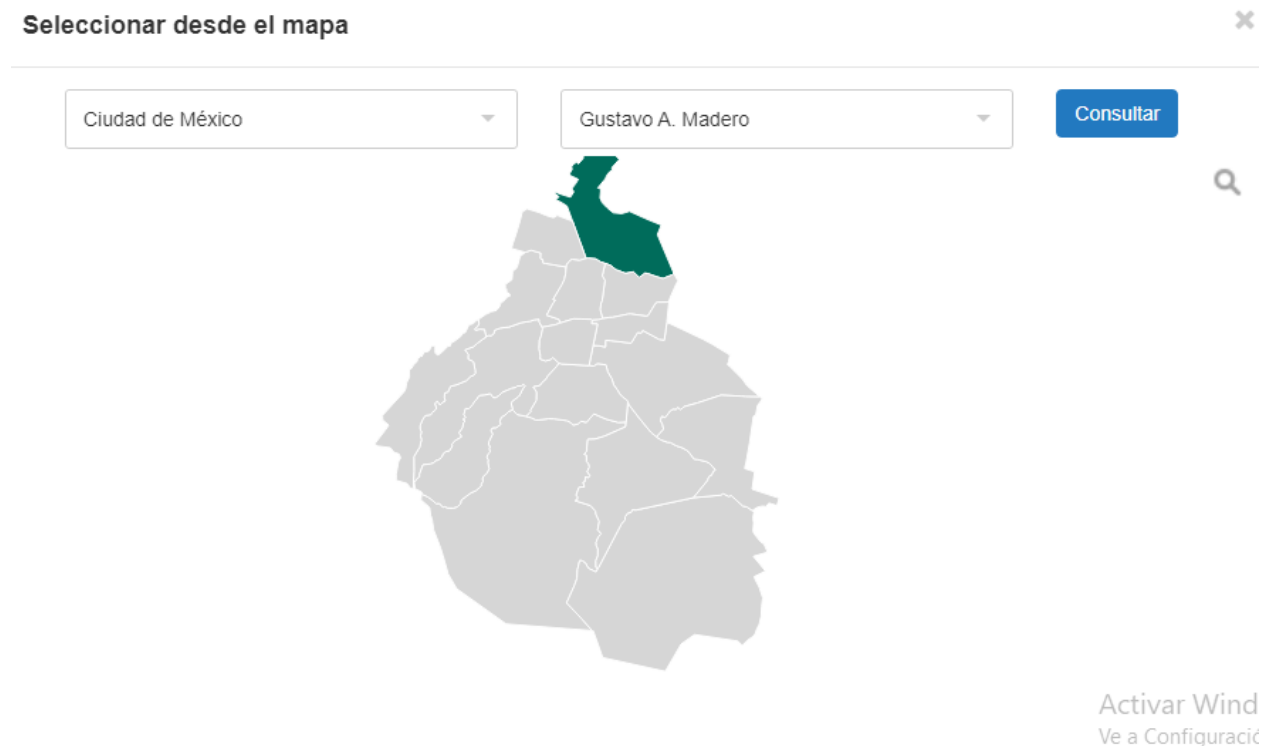 Seleccionar desde el mapa
Ciudad de México
Gustavo A. Madero
Consultar
Activar Wind
Ve a Configuració